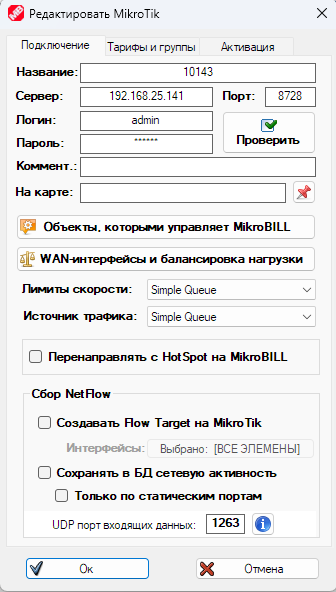 Редактировать MikroTik
Подключение Тарифы и группы Активация
Название: 10143
Сервер: 192.168.25.141 Порт: 8728
Логин: admin
Пароль: ******
Проверить
Коммент.:
На карте:
Объекты, которыми управляет MikroBILL
WAN-интерфейсы и балансировка нагрузки
Лимиты скорости: Simple Queue
Источник трафика: Simple Queue
Перенаправлять с HotSpot на MikroBILL
Сбор NetFlow
Создавать Flow Target на MikroTik
Интерфейсы: Выбрано: [ВСЕ ЭЛЕМЕНЫ]
Сохранять в БД сетевую активность
Только по статическим портам
UDP порт входящих данных: 1263
Ок Отмена